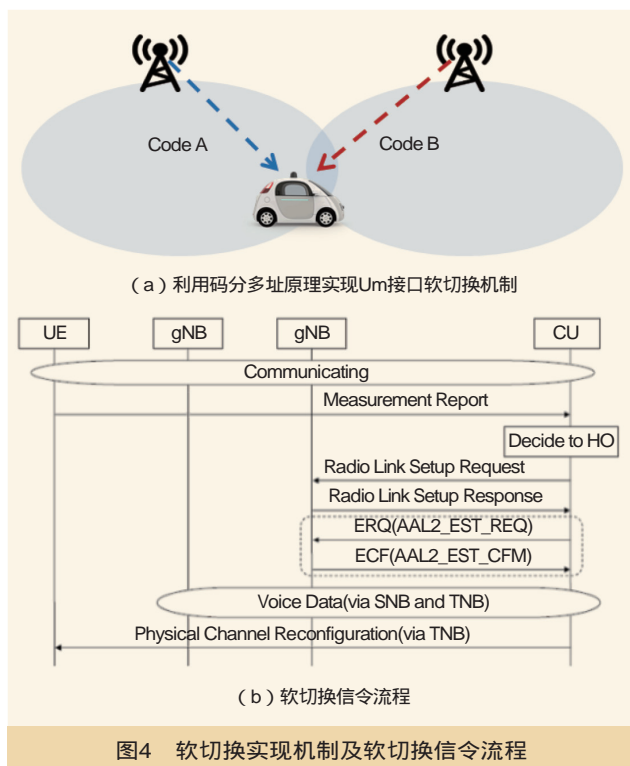 Code A
Code B
（a）利用码分多址原理实现Um接口软切换机制
UE gNB gNB CU
Communicating
Measurement Report
Decide to HO
Radio Link Setup Request
Radio Link Setup Response
ERQ(AAL2_EST_REQ)
ECF(AAL2_EST_CFM)
Voice Data(via SNB and TNB)
Physical Channel Reconfiguration(via TNB)
（b）软切换信令流程
图4 软切换实现机制及软切换信令流程